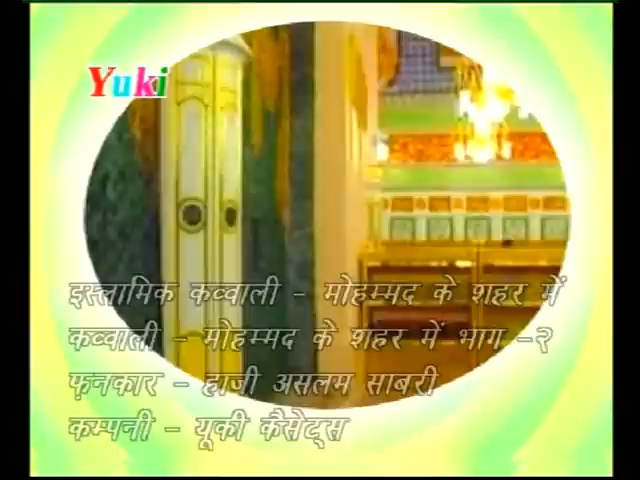 Yuki
इस्लामिक कव्वाली - मोहम्मद के शहर में
कव्वाली - मोहम्मद के शहर में भाग -२
फ़नकार - हाजी असलम साबरी
कम्पनी - यूकी कैसेट्स